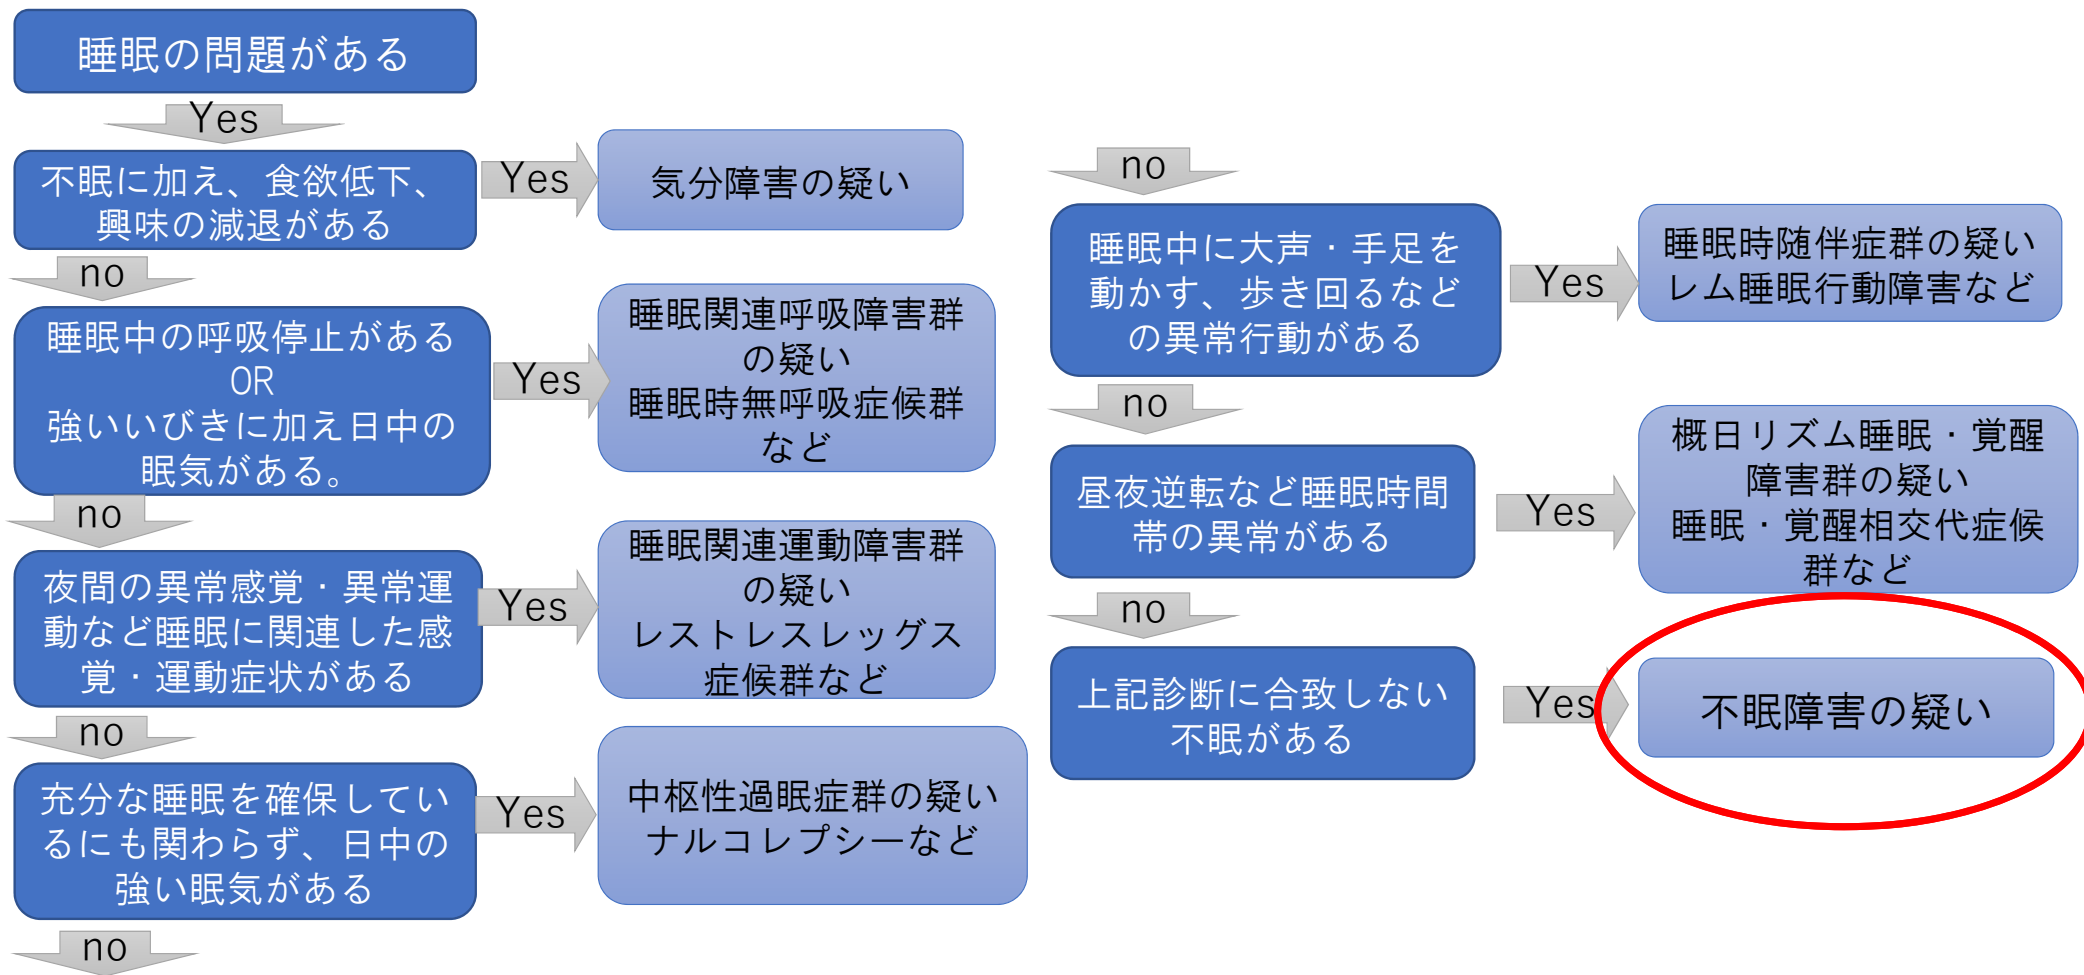 睡眠の問題がある
Yes
不眠に加え、食欲低下、
興味の減退がある
Yes
気分障害の疑い
no
睡眠中の呼吸停止がある
OR
強いいびきに加え日中の
眠気がある。
Yes
睡眠関連呼吸障害群
の疑い
睡眠時無呼吸症候群
など
no
夜間の異常感覚・異常運
動など睡眠に関連した感
覚・運動症状がある
Yes
睡眠関連運動障害群
の疑い
レストレスレッグス
症候群など
no
充分な睡眠を確保してい
るにも関わらず、日中の
強い眠気がある
Yes
中枢性過眠症群の疑い
ナルコレプシーなど
no
no
睡眠中に大声・手足を
動かす、歩き回るなど
の異常行動がある
Yes
睡眠時随伴症群の疑い
レム睡眠行動障害など
no
昼夜逆転など睡眠時間
帯の異常がある
Yes
概日リズム睡眠・覚醒
障害群の疑い
睡眠・覚醒相交代症候
群など
no
上記診断に合致しない
不眠がある
Yes
不眠障害の疑い